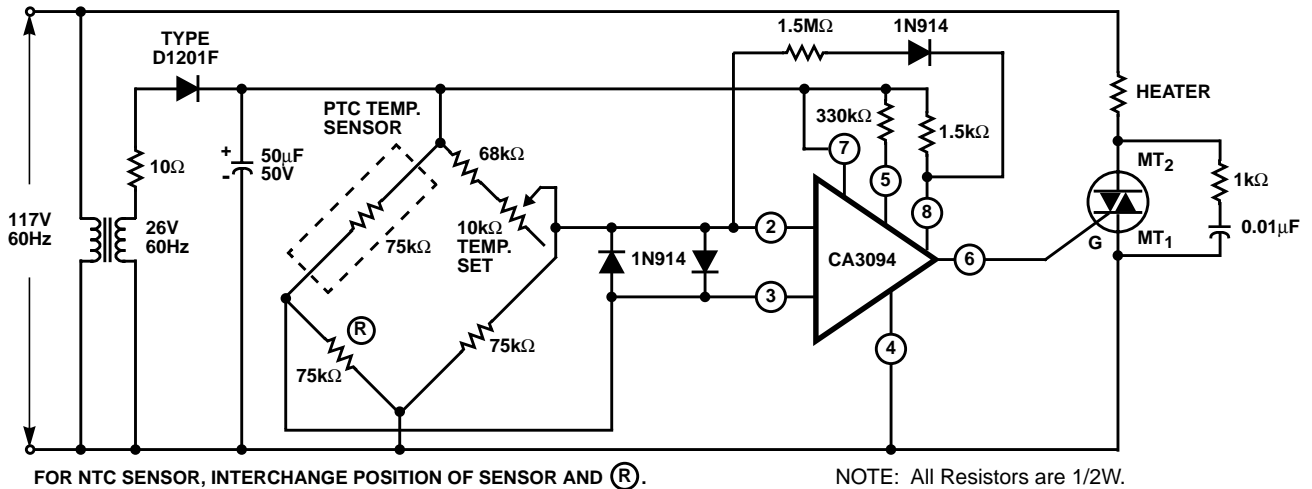 117V
60Hz
TYPE
D1201F
10Ω
26V
60Hz
+
-
50µF
50V
PTC TEMP.
SENSOR
75kΩ
68kΩ
10kΩ
TEMP.
SET
R
75kΩ
75kΩ
1N914
1.5MΩ
1N914
330kΩ
1.5kΩ
7
5
8
2
3
CA3094
6
4
HEATER
MT2
MT1
G
1kΩ
0.01µF
FOR NTC SENSOR, INTERCHANGE POSITION OF SENSOR AND R.
NOTE: All Resistors are 1/2W.